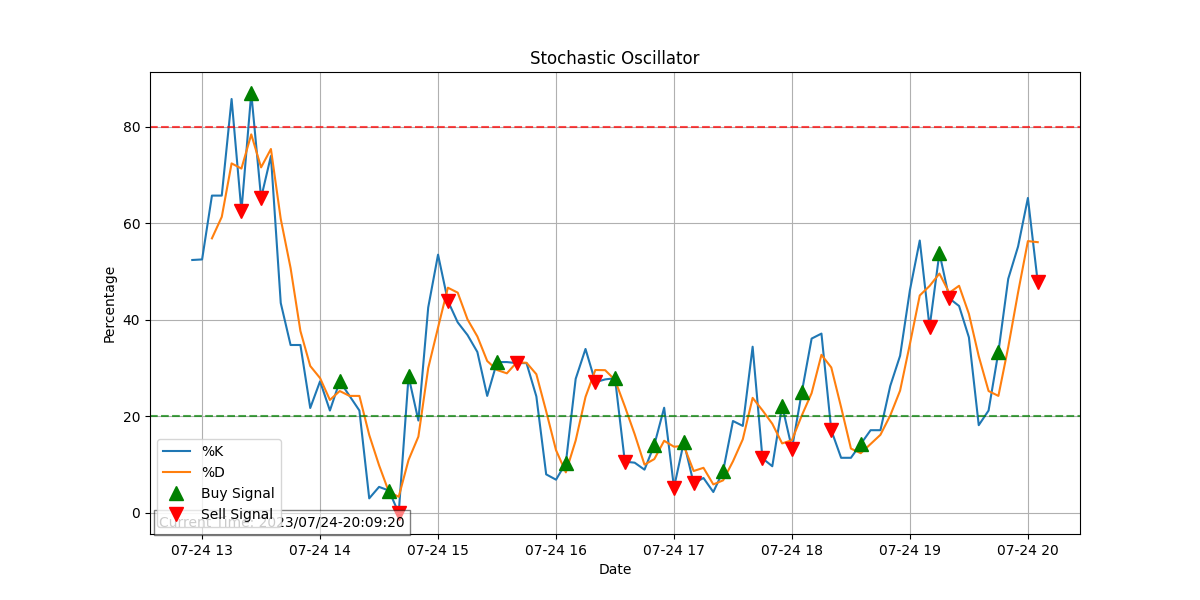 Stochastic Oscillator
Percentage
80
60
40
20
0
%K
%D
Buy Signal
Sell Signal
Current Time: 2023/07/24-20:09:20
07-24 13 07-24 14 07-24 15 07-24 16 07-24 17 07-24 18 07-24 19 07-24 20
Date